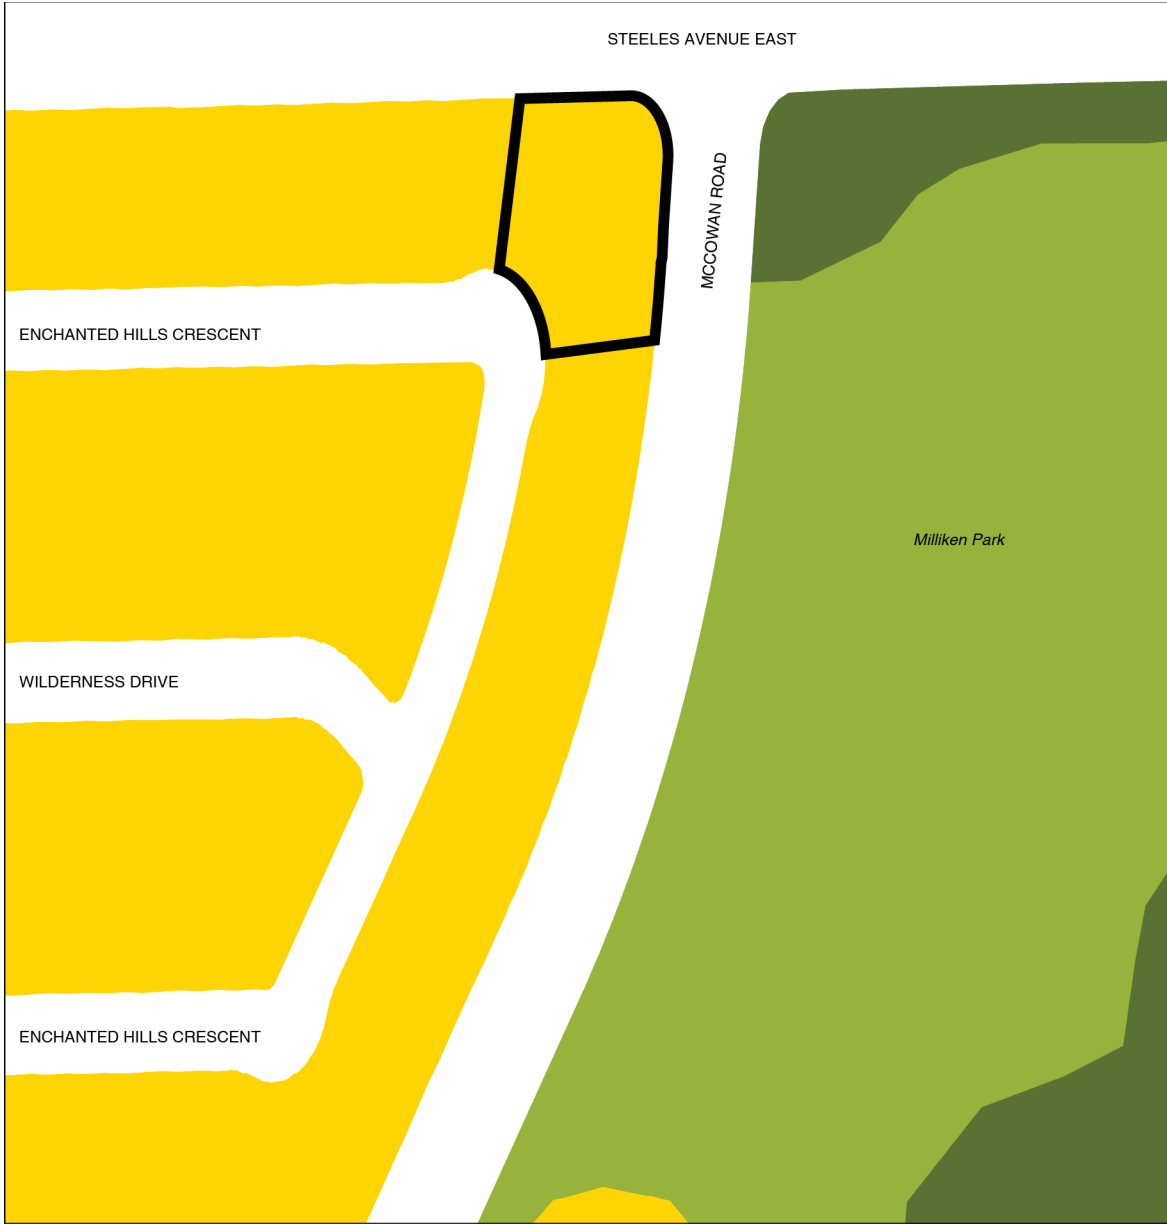 STEELES AVENUE EAST
MCCOWAN ROAD
ENCHANTED HILLS CRESCENT
Milliken Park
WILDERNESS DRIVE
ENCHANTED HILLS CRESCENT